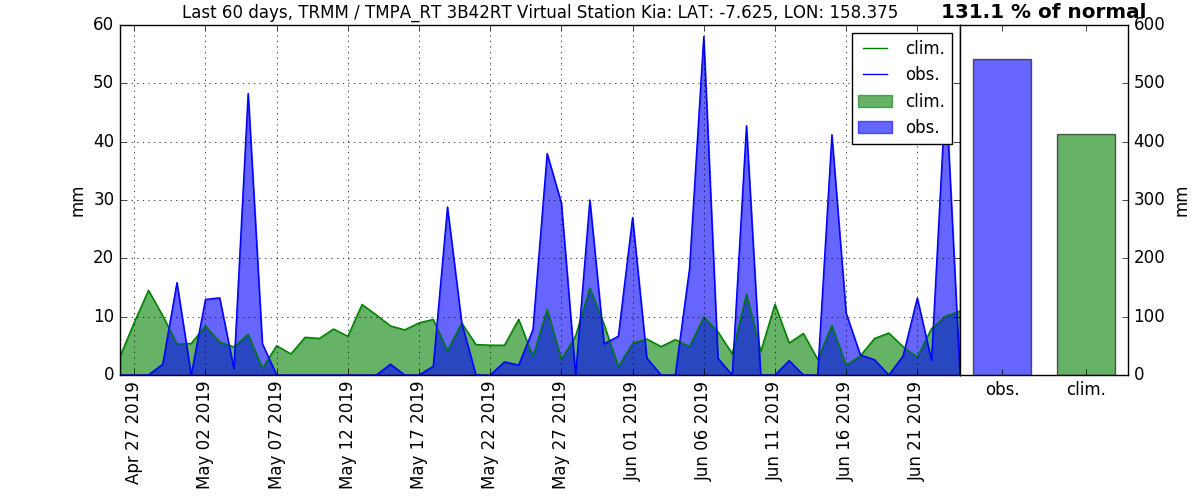 Last 60 days, TRMM / TMPA_RT 3B42RT Virtual Station Kia: LAT: -7.625, LON: 158.375
131.1 % of normal
60
50
40
30
20
10
0
mm
clim.
obs.
clim.
obs.
600
500
400
300
200
100
0
mm
Apr 27 2019
May 02 2019
May 07 2019
May 12 2019
May 17 2019
May 22 2019
May 27 2019
Jun 01 2019
Jun 06 2019
Jun 11 2019
Jun 16 2019
Jun 21 2019
obs.
clim.